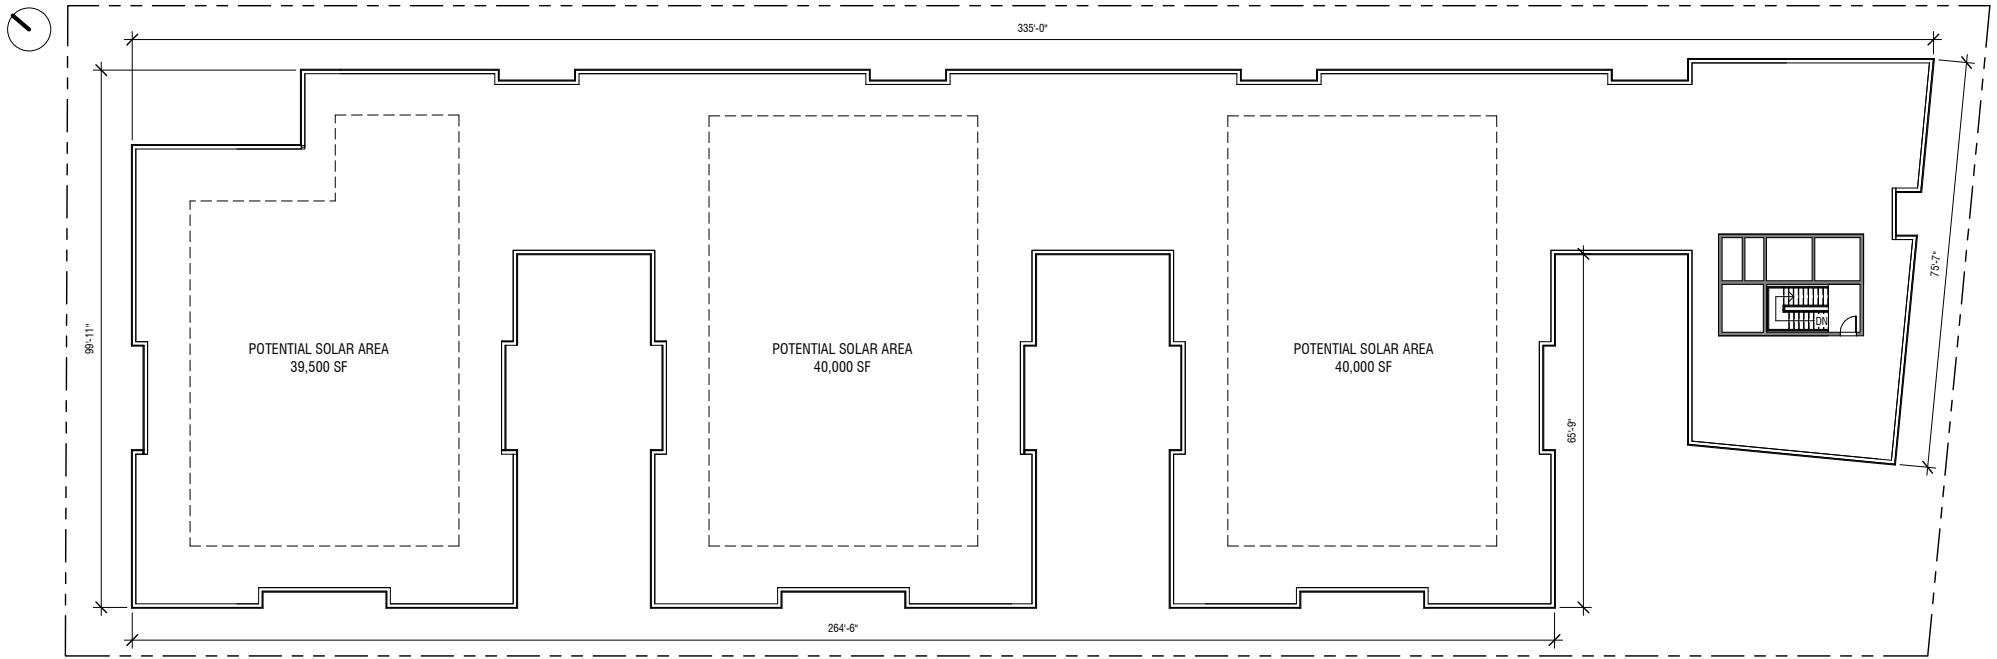 335'-0"
99'-11"
75'-7"
DN
POTENTIAL SOLAR AREA
39,500 SF
POTENTIAL SOLAR AREA
40,000 SF
POTENTIAL SOLAR AREA
40,000 SF
65'-9"
264'-6"